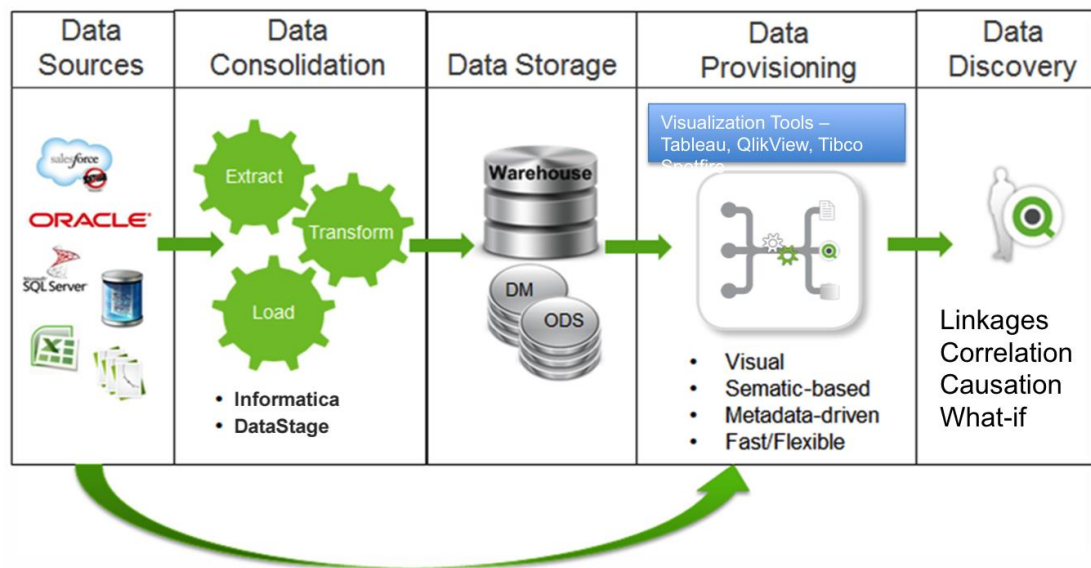 Data
Sources
Data
Consolidation
Data Storage
Data
Provisioning
Data
Discovery
salesforce
ORACLE
Microsoft
SQL Server
Extract
Transform
Load
• Informatica
• DataStage
Warehouse
DM
ODS
Visualization Tools –
Tableau, QlikView, Tibco
Spotfire
• Visual
• Sematic-based
• Metadata-driven
• Fast/Flexible
Linkages
Correlation
Causation
What-if